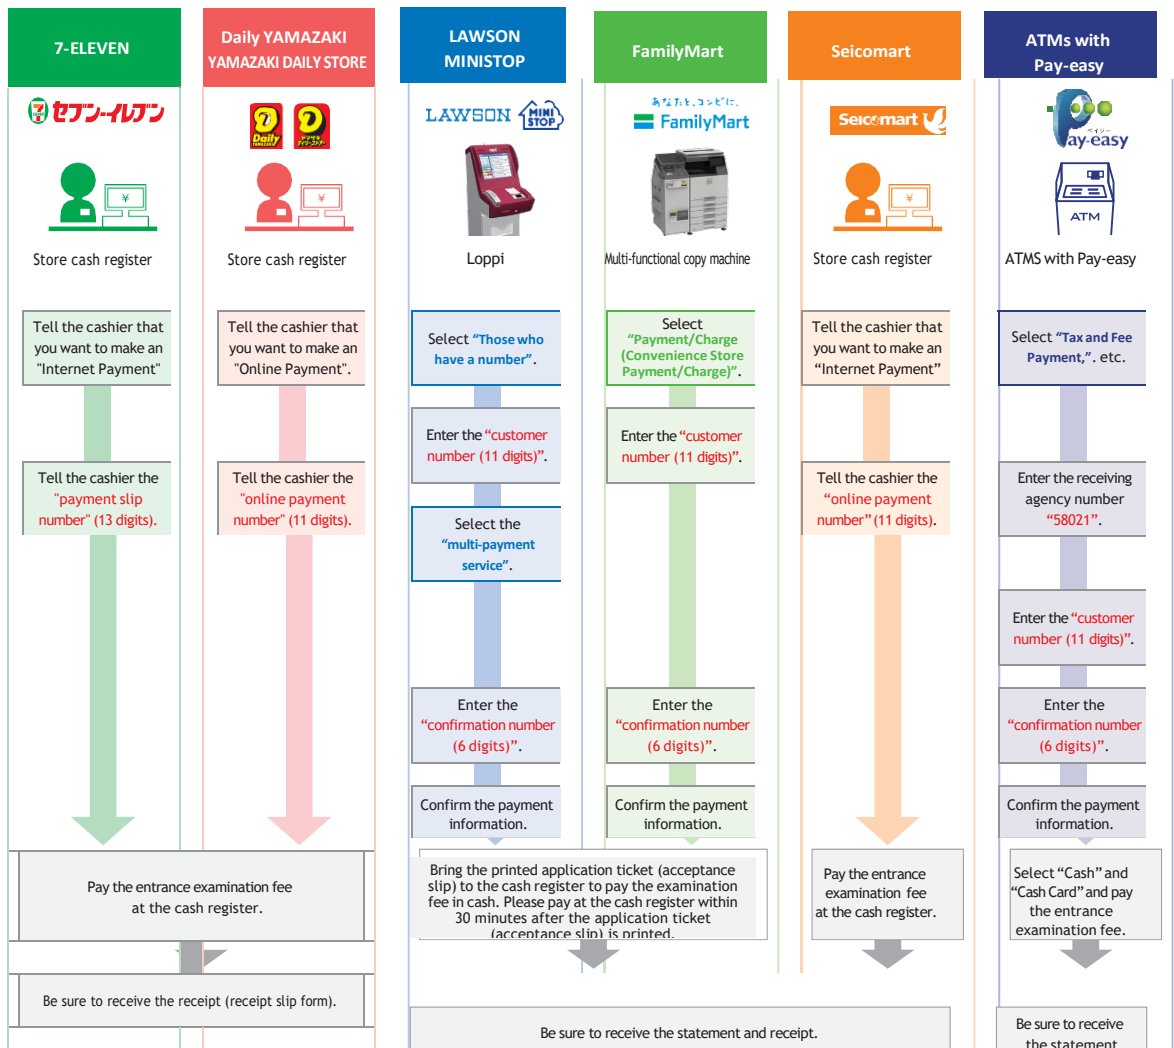 7-ELEVEN
セブン-イレブン
Store cash register
Tell the cashier that
you want to make an
"Internet Payment"
Tell the cashier the
"payment slip
number" (13 digits).
Daily YAMAZAKI
YAMAZAKI DAILY STORE
Daily
YAMAZAKI
ヤマザキ
デイリーストアー
Store cash register
Tell the cashier that
you want to make an
"Online Payment".
Tell the cashier the
"online payment
number" (11 digits).
Pay the entrance examination fee
at the cash register.
Be sure to receive the receipt (receipt slip form).
LAWSON
MINISTOP
LAWSON
MINI
STOP
Loppi
Select “Those who
have a number”.
Enter the “customer
number (11 digits)”.
Select the
“multi-payment
service”.
Enter the
“confirmation number
(6 digits)”.
Confirm the payment
information.
FamilyMart
あなたと、コンビに、
FamilyMart
Multi-functional copy machine
Select
“Payment/Charge
(Convenience Store
Payment/Charge)”.
Enter the “customer
number (11 digits)”.
Enter the
“confirmation number
(6 digits)”.
Confirm the payment
information.
Bring the printed application ticket (acceptance
slip) to the cash register to pay the examination
fee in cash. Please pay at the cash register within
30 minutes after the application ticket
(acceptance slip) is printed.
Seicomart
Seicomart
Store cash register
Tell the cashier that
you want to make an
“Internet Payment”
Tell the cashier the
“online payment
number” (11 digits).
Pay the entrance
examination fee
at the cash register.
Be sure to receive the statement and receipt.
ATMs with
Pay-easy
ペイジー
Pay-easy
ATM
ATMS with Pay-easy
Select “Tax and Fee
Payment,”. etc.
Enter the receiving
agency number
“58021”.
Enter the “customer
number (11 digits)”.
Enter the
“confirmation number
(6 digits)”.
Confirm the payment
information.
Select “Cash” and
“Cash Card” and pay
the entrance
examination fee.
Be sure to receive
the statement